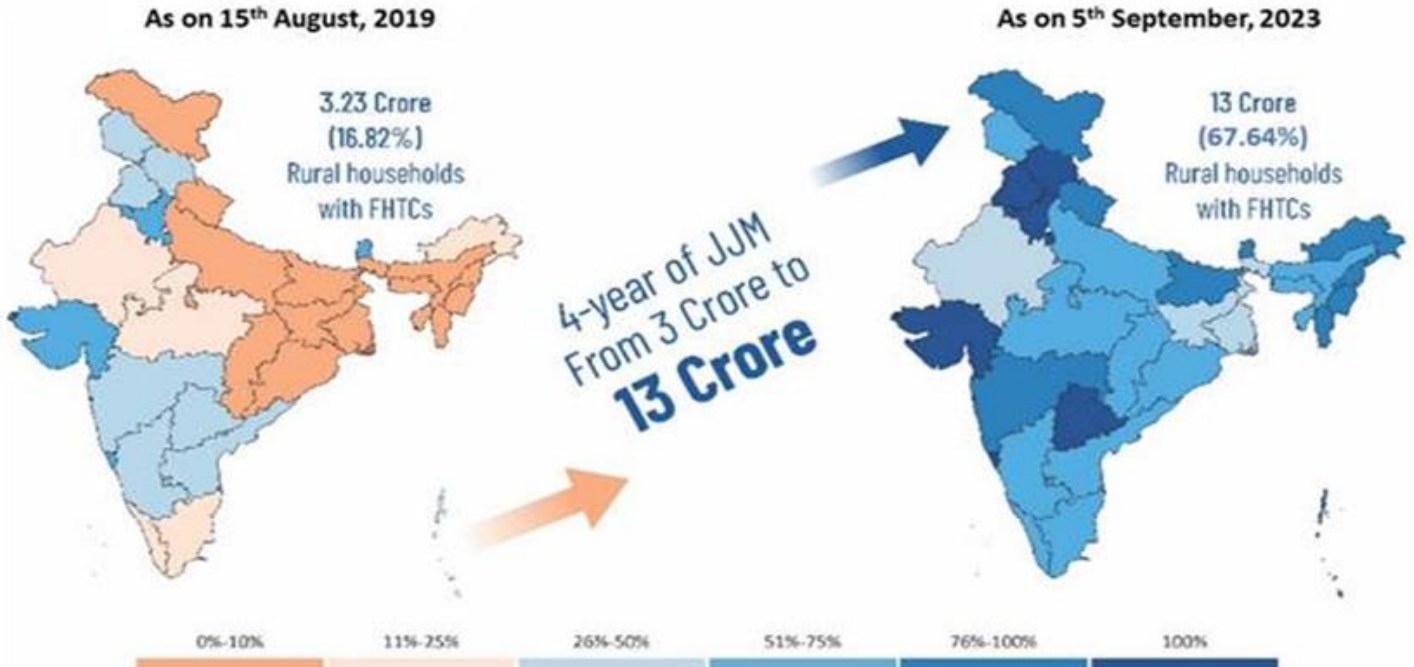 As on 15th August, 2019
3.23 Crore
(16.82%)
Rural households
with FHTCs
4-year of JJM
From 3 Crore to
13 Crore
As on 5th September, 2023
13 Crore
(67.64%)
Rural households
with FHTCs
0%-10% 11%-25% 26%-50% 51%-75% 76%-100% 100%